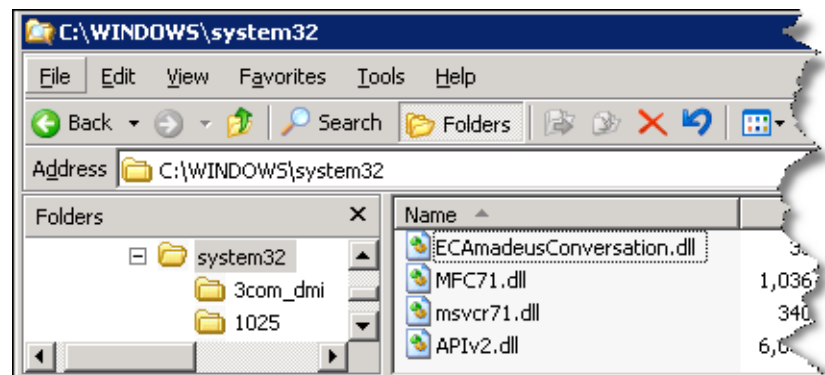 C:\WINDOWS\system32
File Edit View Favorites Tools Help
Back Search Folders
Address C:\WINDOWS\system32
Folders X Name
system32
3com_dmi
1025
ECAmadeusConversation.dll
MFC71.dll 1,036
msvcr71.dll 340
APIv2.dll